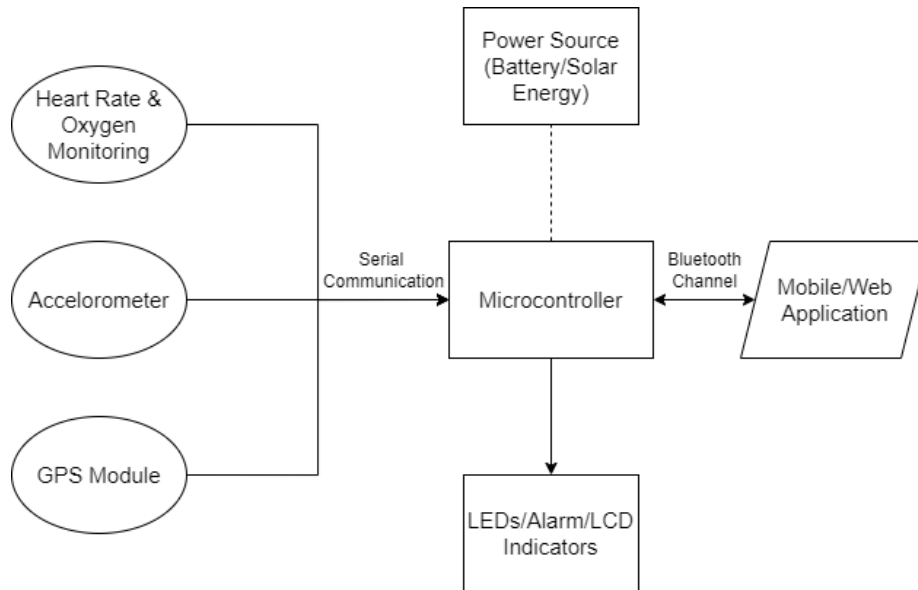 Power Source
(Battery/Solar
Energy)
Heart Rate &
Oxygen
Monitoring
Serial
Communication
Bluetooth
Channel
Accelorometer
Microcontroller
Mobile/Web
Application
GPS Module
LEDs/Alarm/LCD
Indicators